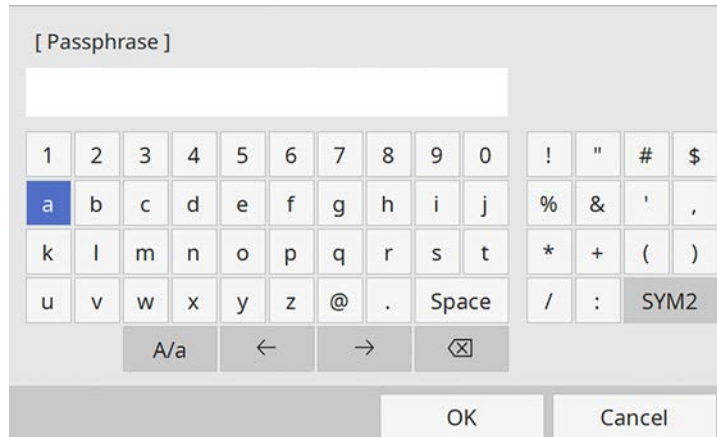 [ Passphrase ]
1 2 3 4 5 6 7 8 9 0 ! " # $
a b c d e f g h i j % & ' ,
k l m n o p q r s t * + ( )
u v w x y z @ . Space / : SYM2
A/a ← → ⌫
OK Cancel